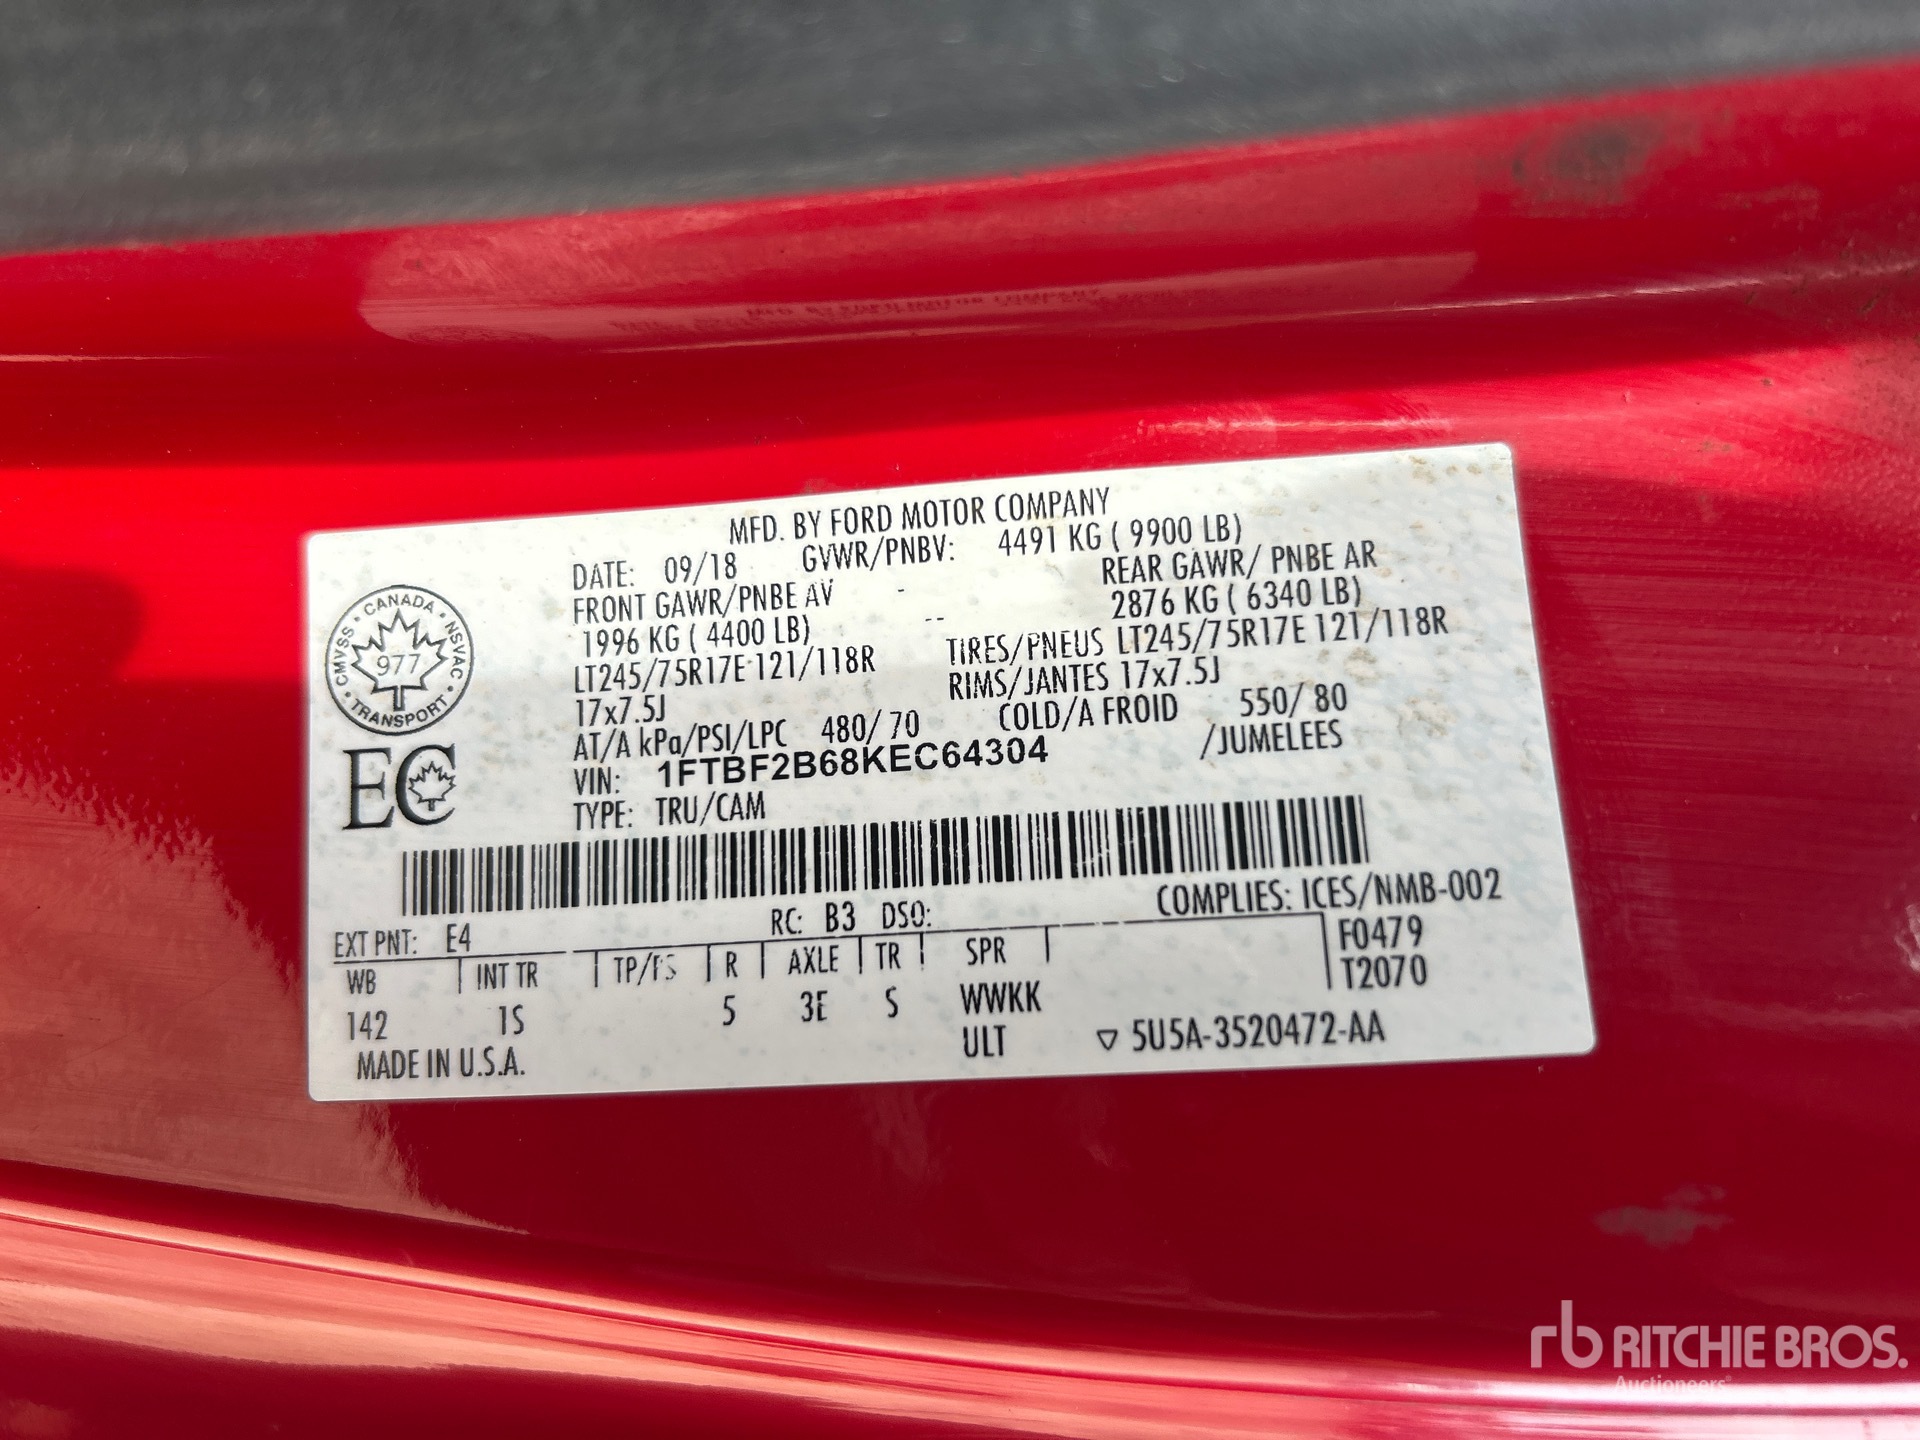 MFD. BY FORD MOTOR COMPANY
DATE: 09/18 GVWR/PNBV: 4491 KG ( 9900 LB)
FRONT GAWR/PNBE AV - REAR GAWR/ PNBE AR
1996 KG ( 4400 LB) -- 2876 KG ( 6340 LB)
LT245/75R17E 121/118R TIRES/PNEUS LT245/75R17E 121/118R
17x7.5J RIMS/JANTES 17x7.5J
AT/A kPa/PSI/LPC 480/ 70 COLD/A FROID 550/ 80
VIN: 1FTBF2B68KEC64304 /JUMELEES
TYPE: TRU/CAM
CANADA
CMVSS NSVAC
977
TRANSPORT
EC
COMPLIES: ICES/NMB-002
EXT PNT: E4 RC: B3 DSO: F0479
WB INT TR TP/PS R AXLE TR SPR T2070
142 1S 5 3E S WWKK
ULT 5U5A-3520472-AA
MADE IN U.S.A.
rb RITCHIE BROS.
Auctioneers